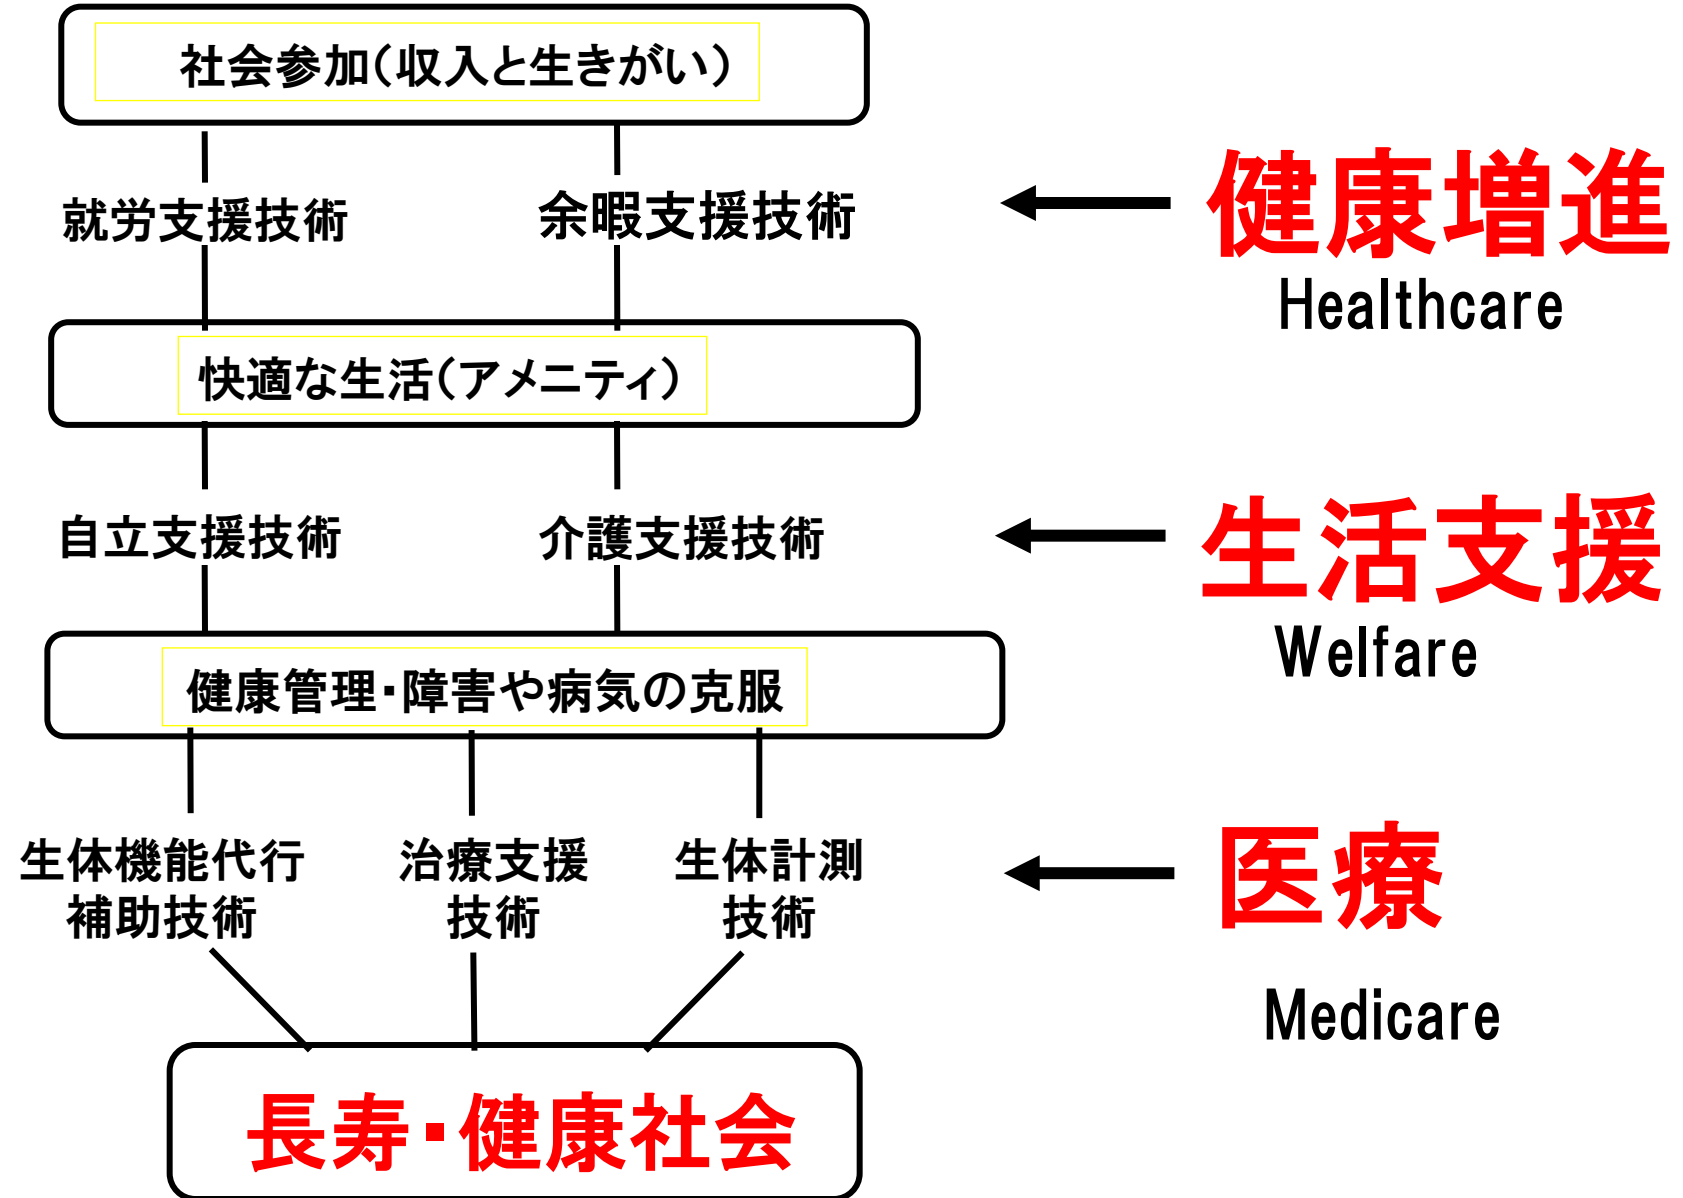 社会参加(収入と生きがい)
就労支援技術
余暇支援技術
健康増進
Healthcare
快適な生活(アメニティ)
自立支援技術
介護支援技術
生活支援
Welfare
健康管理・障害や病気の克服
生体機能代行
補助技術
治療支援
技術
生体計測
技術
医療
Medicare
長寿・健康社会